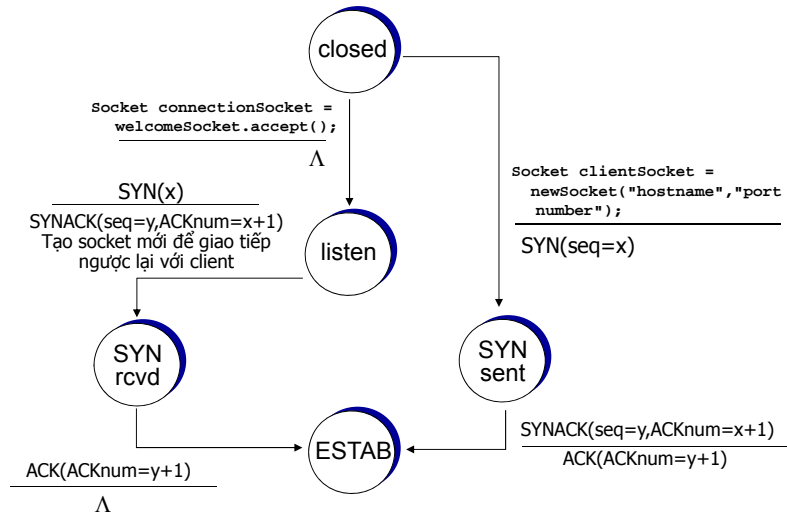 closed
Socket connectionSocket =
welcomeSocket.accept();
Λ
SYN(x)
SYNACK(seq=y,ACKnum=x+1)
Tạo socket mới để giao tiếp
ngược lại với client
listen
Socket clientSocket =
newSocket("hostname","port
number");
SYN(seq=x)
SYN
rcvd
SYN
sent
ESTAB
SYNACK(seq=y,ACKnum=x+1)
ACK(ACKnum=y+1)
ACK(ACKnum=y+1)
Λ